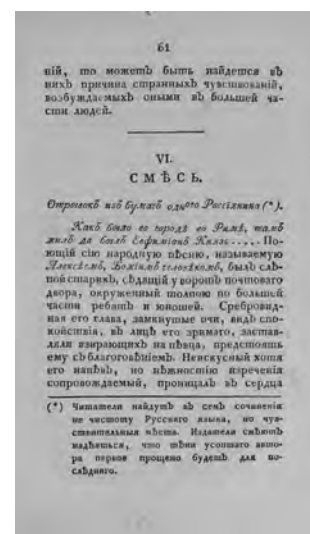 61
ній, то можетъ быть найдется въ
нихъ причина странныхъ чувствованій,
возбуждаемыхъ оными въ большей ча-
сти людей.
VI.
СМѢСЬ.
Отрывокъ изъ бумагъ одного Россіянина (*).
Какъ было во городѣ во Римѣ, тамъ
жилъ да былъ Евфиміонъ Князь ..... По-
ющій сію народную пѣсню, называемую
Алексѣемъ, Божіимъ человѣкомъ, былъ слѣ-
пой старикъ, сѣдящій у воротъ почтоваго
двора, окруженный толпою по большей
части ребятъ и юношей. Сребровид-
ная его глава, замкнутые очи, видъ спо-
койствія, въ лицѣ его зримаго, застав-
ляли взирающихъ на пѣвца, предстоять
ему съ благоговѣніемъ. Неискусный хотя
его напѣвъ, но нѣжностію изреченія
сопровождаемый, проницалъ въ сердца
(*) Читатели найдутъ въ семъ сочиненіи
не чистоту Русскаго языка, но чув-
ствительныя мѣста. Издатели смѣютъ
надѣяться, что тѣни усопшаго авто-
ра первое прощено будетъ для по-
слѣдняго.